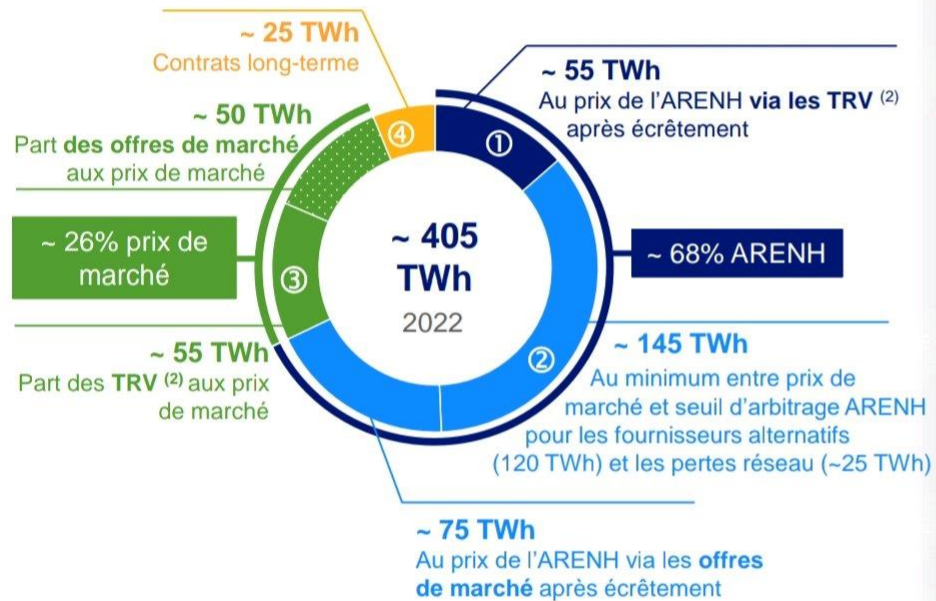 ~ 25 TWh
Contrats long-terme
~ 55 TWh
Au prix de l’ARENH via les TRV (2)
après écrêtement
~ 50 TWh
Part des offres de marché
aux prix de marché
④
①
~ 405
TWh
2022
~ 26% prix de
marché
③
~ 68% ARENH
②
~ 55 TWh
Part des TRV (2) aux prix
de marché
~ 145 TWh
Au minimum entre prix de
marché et seuil d’arbitrage ARENH
pour les fournisseurs alternatifs
(120 TWh) et les pertes réseau (~25 TWh)
~ 75 TWh
Au prix de l’ARENH via les offres
de marché après écrêtement